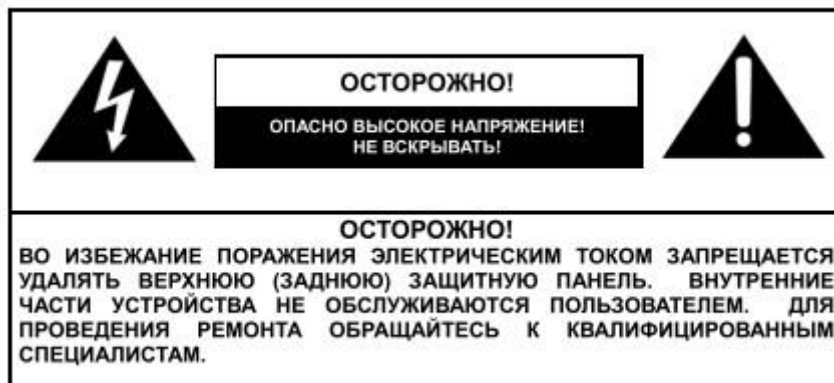 ОСТОРОЖНО!
ОПАСНО ВЫСОКОЕ НАПРЯЖЕНИЕ!
НЕ ВСКРЫВАТЬ!
ОСТОРОЖНО!
ВО ИЗБЕЖАНИЕ ПОРАЖЕНИЯ ЭЛЕКТРИЧЕСКИМ ТОКОМ ЗАПРЕЩАЕТСЯ
УДАЛЯТЬ ВЕРХНЮЮ (ЗАДНЮЮ) ЗАЩИТНУЮ ПАНЕЛЬ. ВНУТРЕННИЕ
ЧАСТИ УСТРОЙСТВА НЕ ОБСЛУЖИВАЮТСЯ ПОЛЬЗОВАТЕЛЕМ. ДЛЯ
ПРОВЕДЕНИЯ РЕМОНТА ОБРАЩАЙТЕСЬ К КВАЛИФИЦИРОВАННЫМ
СПЕЦИАЛИСТАМ.